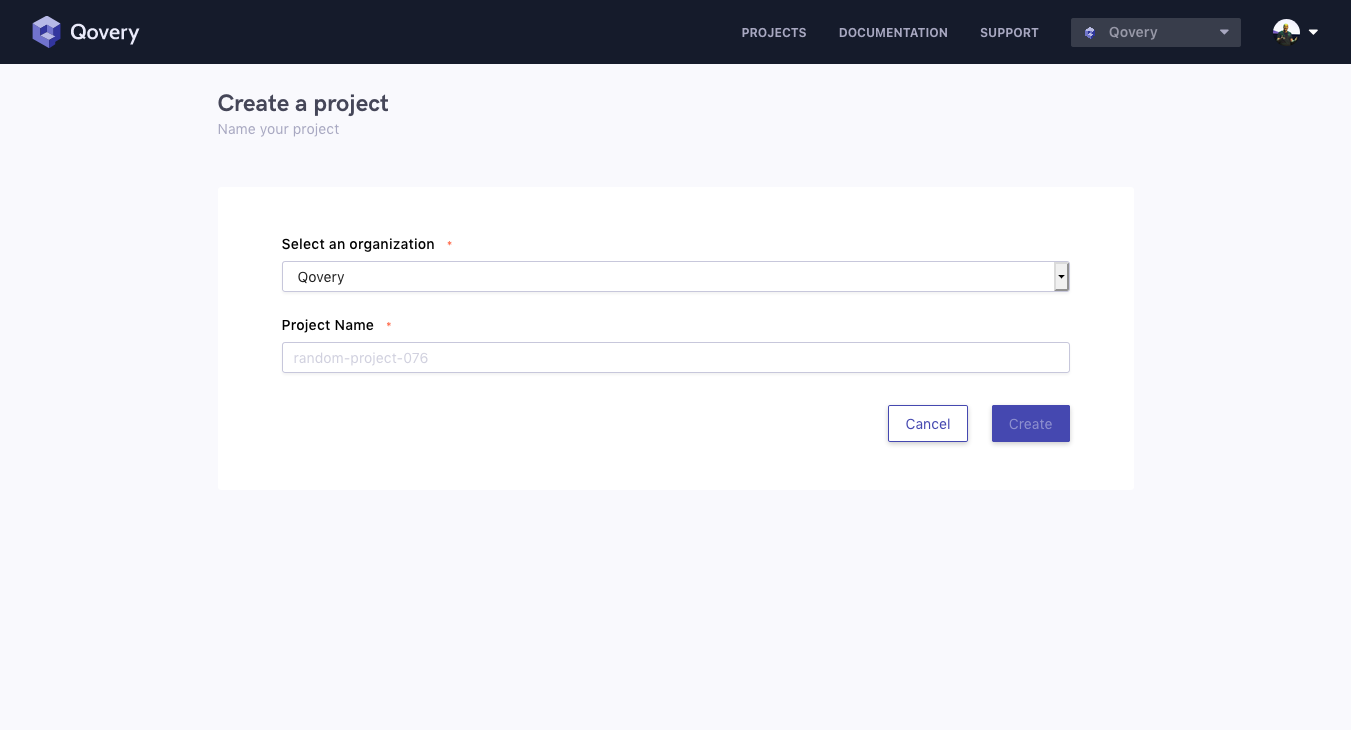 Qovery
PROJECTS
DOCUMENTATION
SUPPORT
Qovery
Create a project
Name your project
Select an organization *
Qovery
Project Name *
random-project-076
Cancel
Create